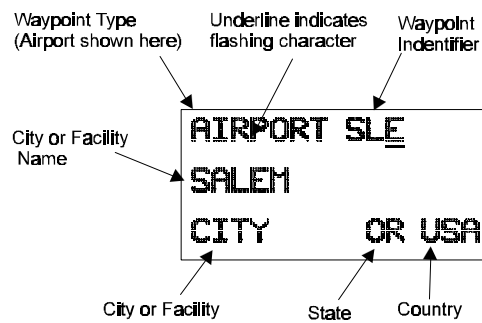 Waypoint Type
(Airport shown here)
Underline indicates
flashing character
Waypoint
Indentifier
AIRPORT SLE
City or Facility
Name
SALEM
CITY OR USA
City or Facility
State
Country